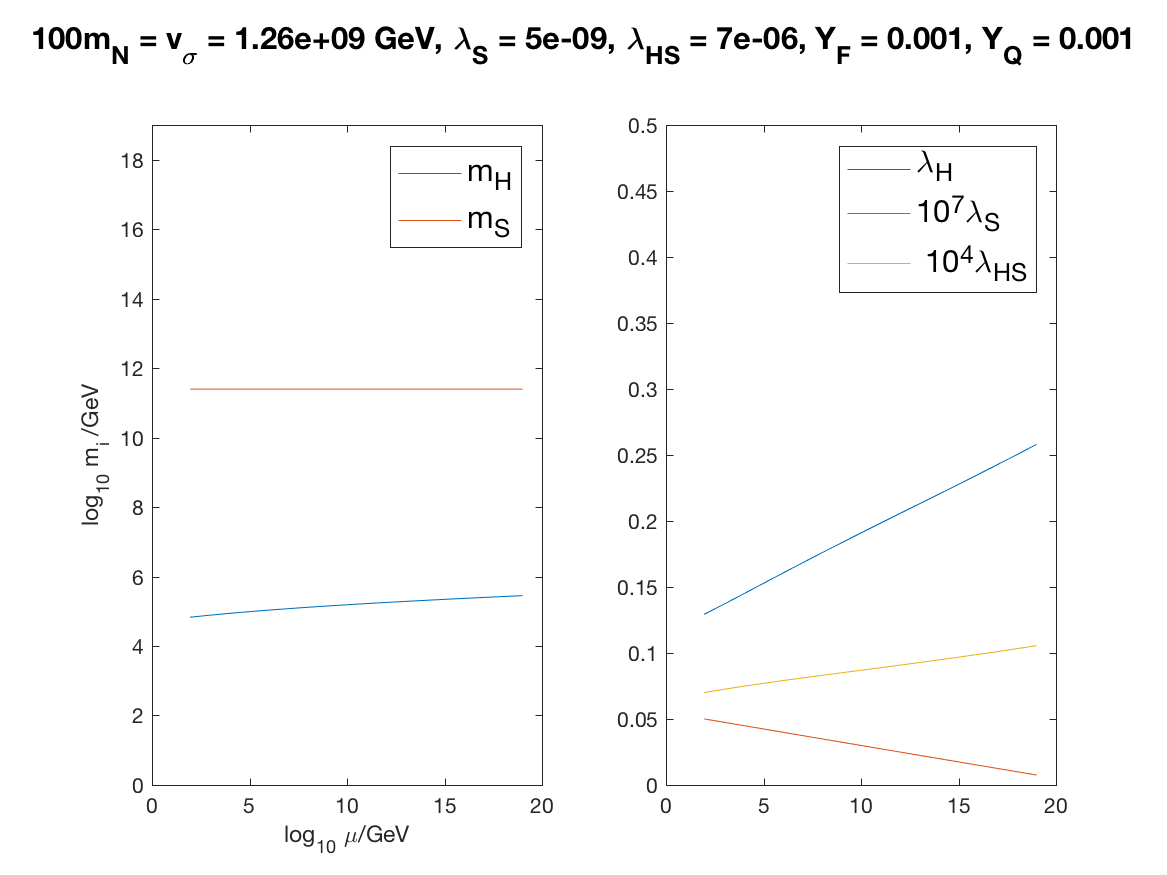 100m_N = v_σ = 1.26e+09 GeV, λ_S = 5e-09, λ_HS = 7e-06, Y_F = 0.001, Y_Q = 0.001
18
16
14
12
10
8
6
4
2
0
log_10 m_i/GeV
0 5 10 15 20
log_10 μ/GeV
m_H
m_S
0.5
0.45
0.4
0.35
0.3
0.25
0.2
0.15
0.1
0.05
0
0 5 10 15 20
λ_H
10^7λ_S
10^4λ_HS